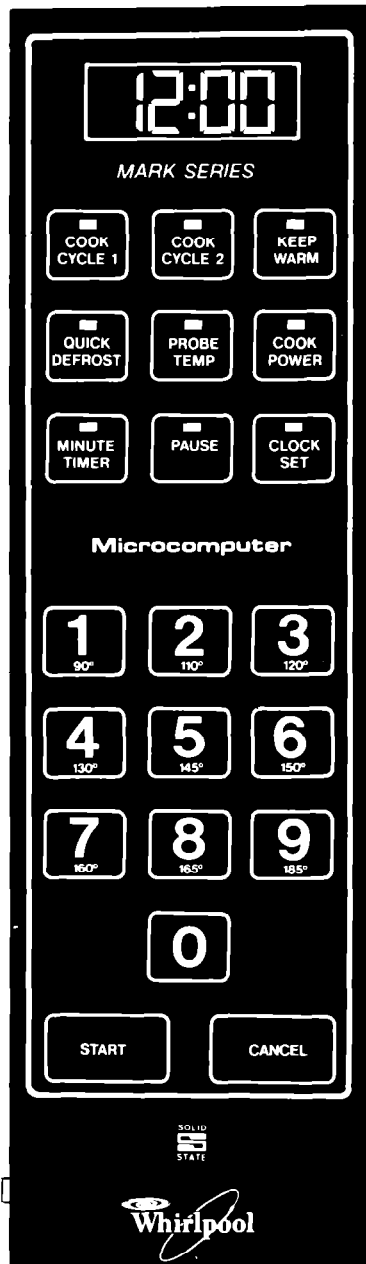 12:00
MARK SERIES
COOK
CYCLE 1
COOK
CYCLE 2
KEEP
WARM
QUICK
DEFROST
PROBE
TEMP
COOK
POWER
MINUTE
TIMER
PAUSE
CLOCK
SET
Microcomputer
1
90°
2
110°
3
120°
4
130°
5
145°
6
150°
7
160°
8
165°
9
185°
0
START
CANCEL
SOLID
STATE
Whirlpool